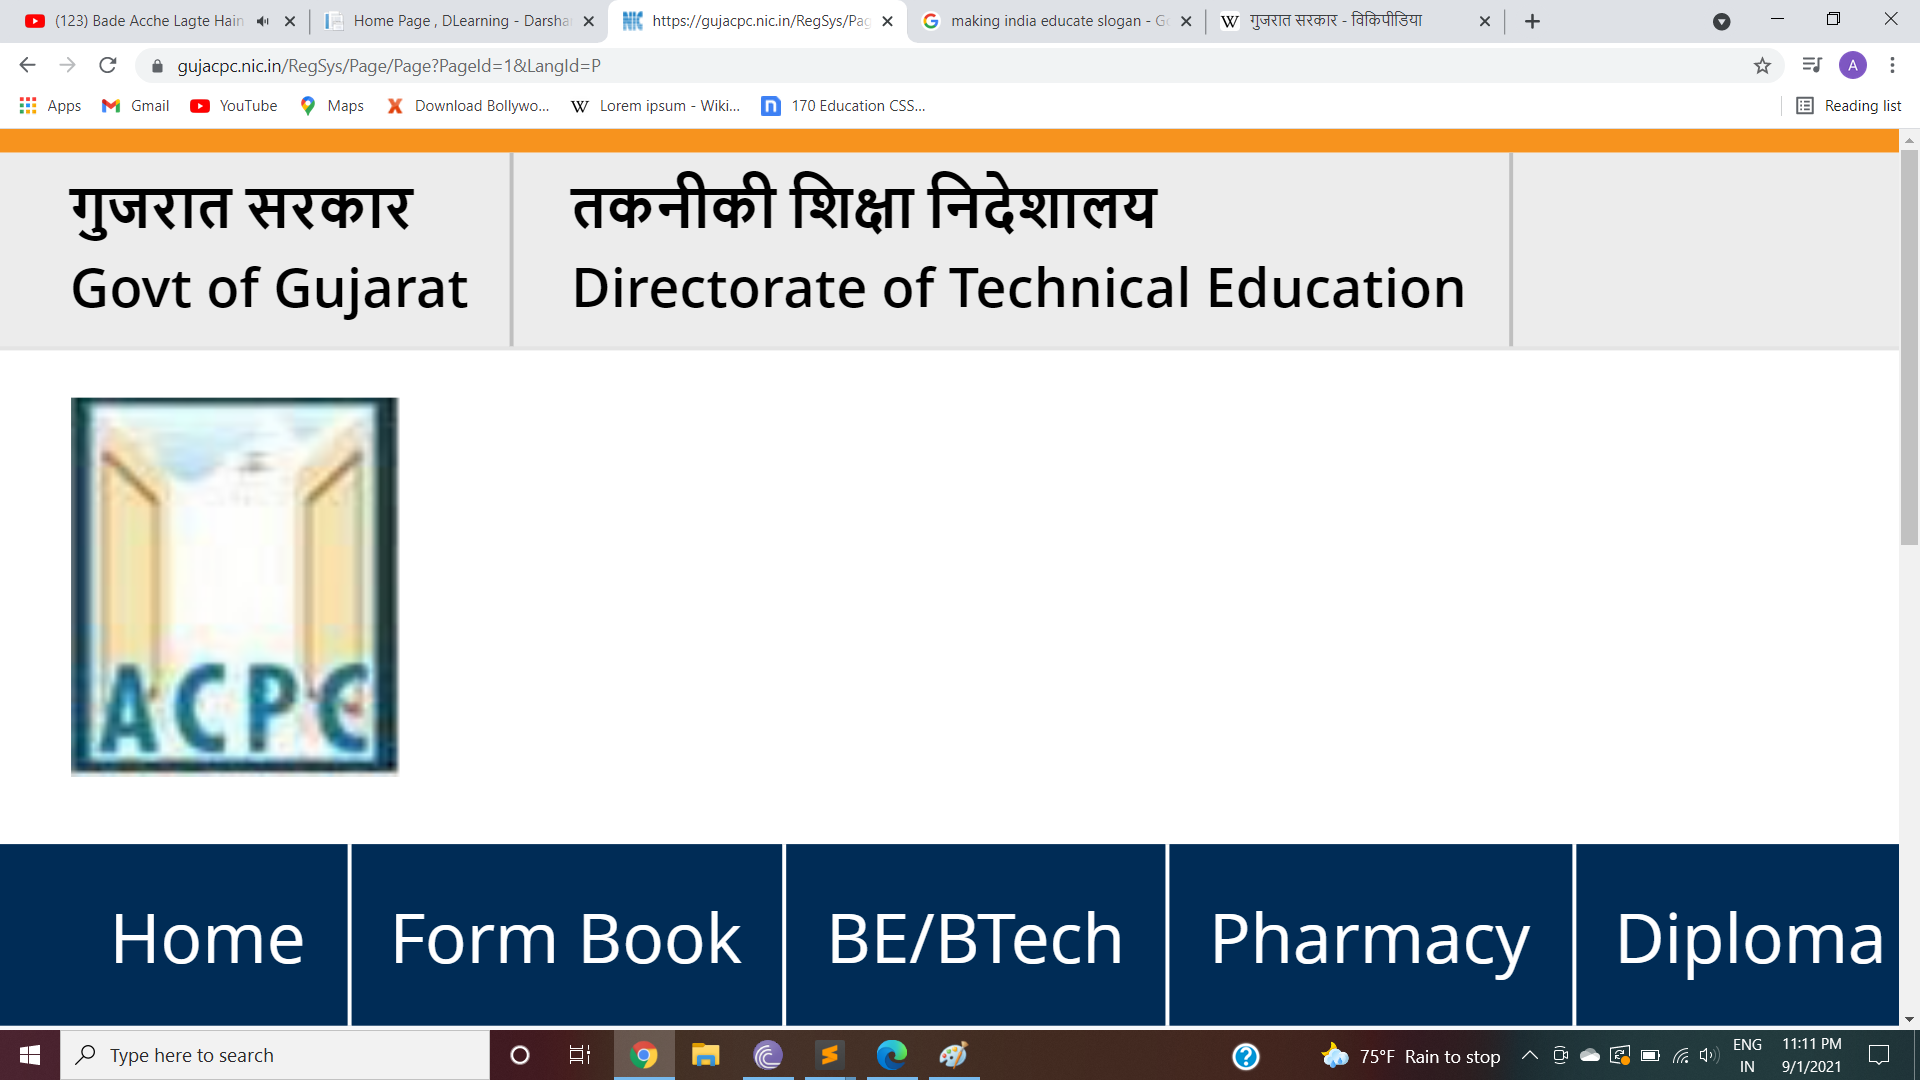 (123) Bade Acche Lagte Hain
Home Page , DLearning - Darsha
https://gujacpc.nic.in/RegSys/Pag
making india educate slogan - Go
गुजरात सरकार - विकिपीडिया
gujacpc.nic.in/RegSys/Page/Page?PageId=1&LangId=P
A
Apps
Gmail
YouTube
Maps
Download Bollywo...
Lorem ipsum - Wiki...
170 Education CSS...
Reading list
गुजरात सरकार
Govt of Gujarat
तकनीकी शिक्षा निदेशालय
Directorate of Technical Education
ACPC
Home
Form Book
BE/BTech
Pharmacy
Diploma
Type here to search
75°F Rain to stop
ENG
IN
11:11 PM
9/1/2021